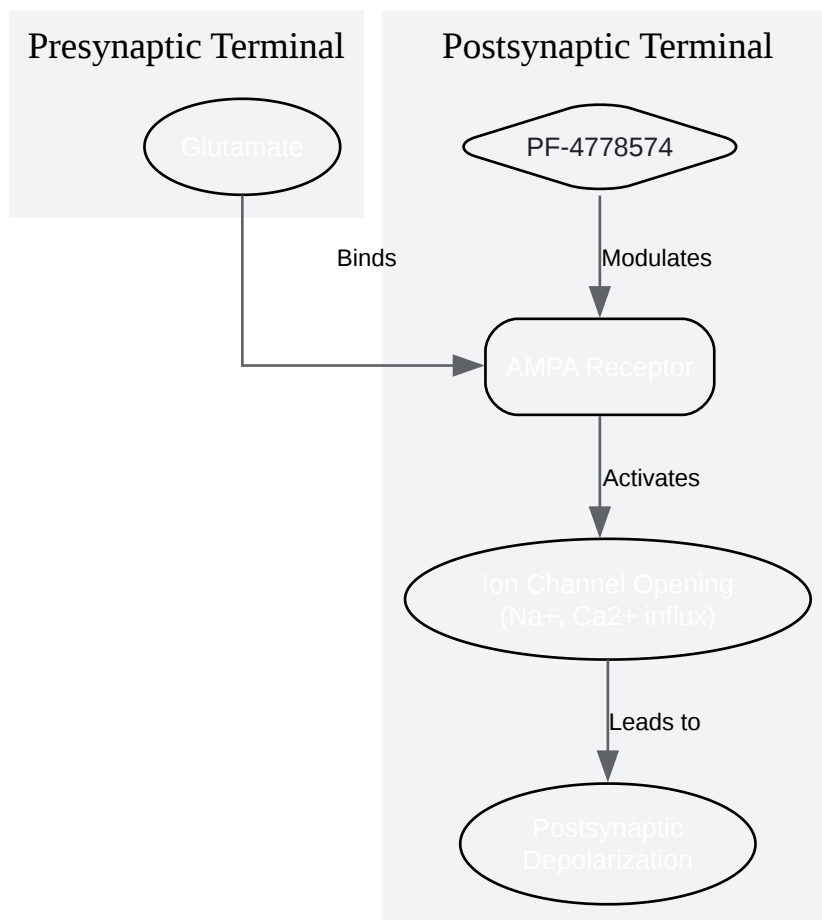 Presynaptic Terminal
Postsynaptic Terminal
Glutamate
PF-4778574
Binds
Modulates
AMPA Receptor
Activates
Ion Channel Opening
(Na+, Ca2+ influx)
Leads to
Postsynaptic
Depolarization